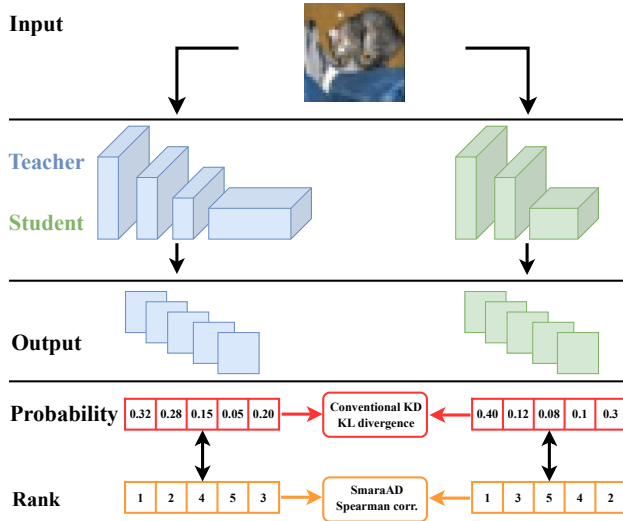 Input
Teacher
Student
Output
Probability
0.32 0.28 0.15 0.05 0.20
Conventional KD
KL divergence
0.40 0.12 0.08 0.1 0.3
Rank
1 2 4 5 3
SmaraAD
Spearman corr.
1 3 5 4 2